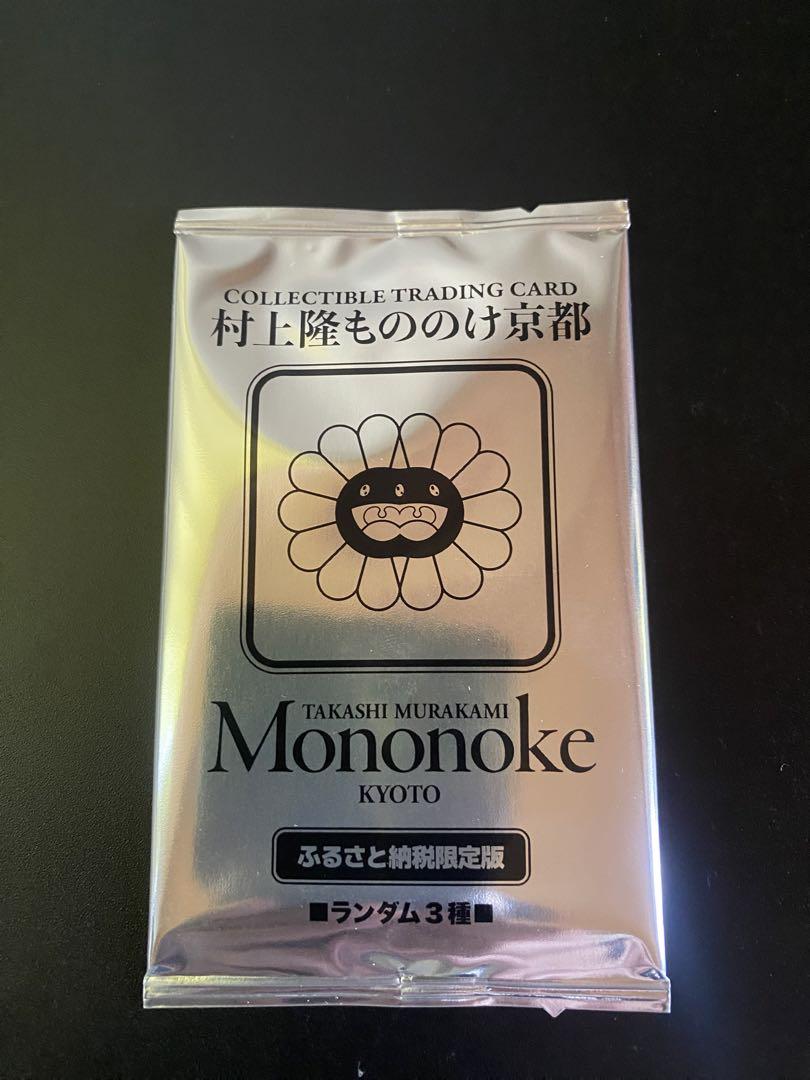 COLLECTIBLE TRADING CARD
村上隆もののけ京都
TAKASHI MURAKAMI
Mononoke
KYOTO
ふるさと納税限定版
■ランダム3種■